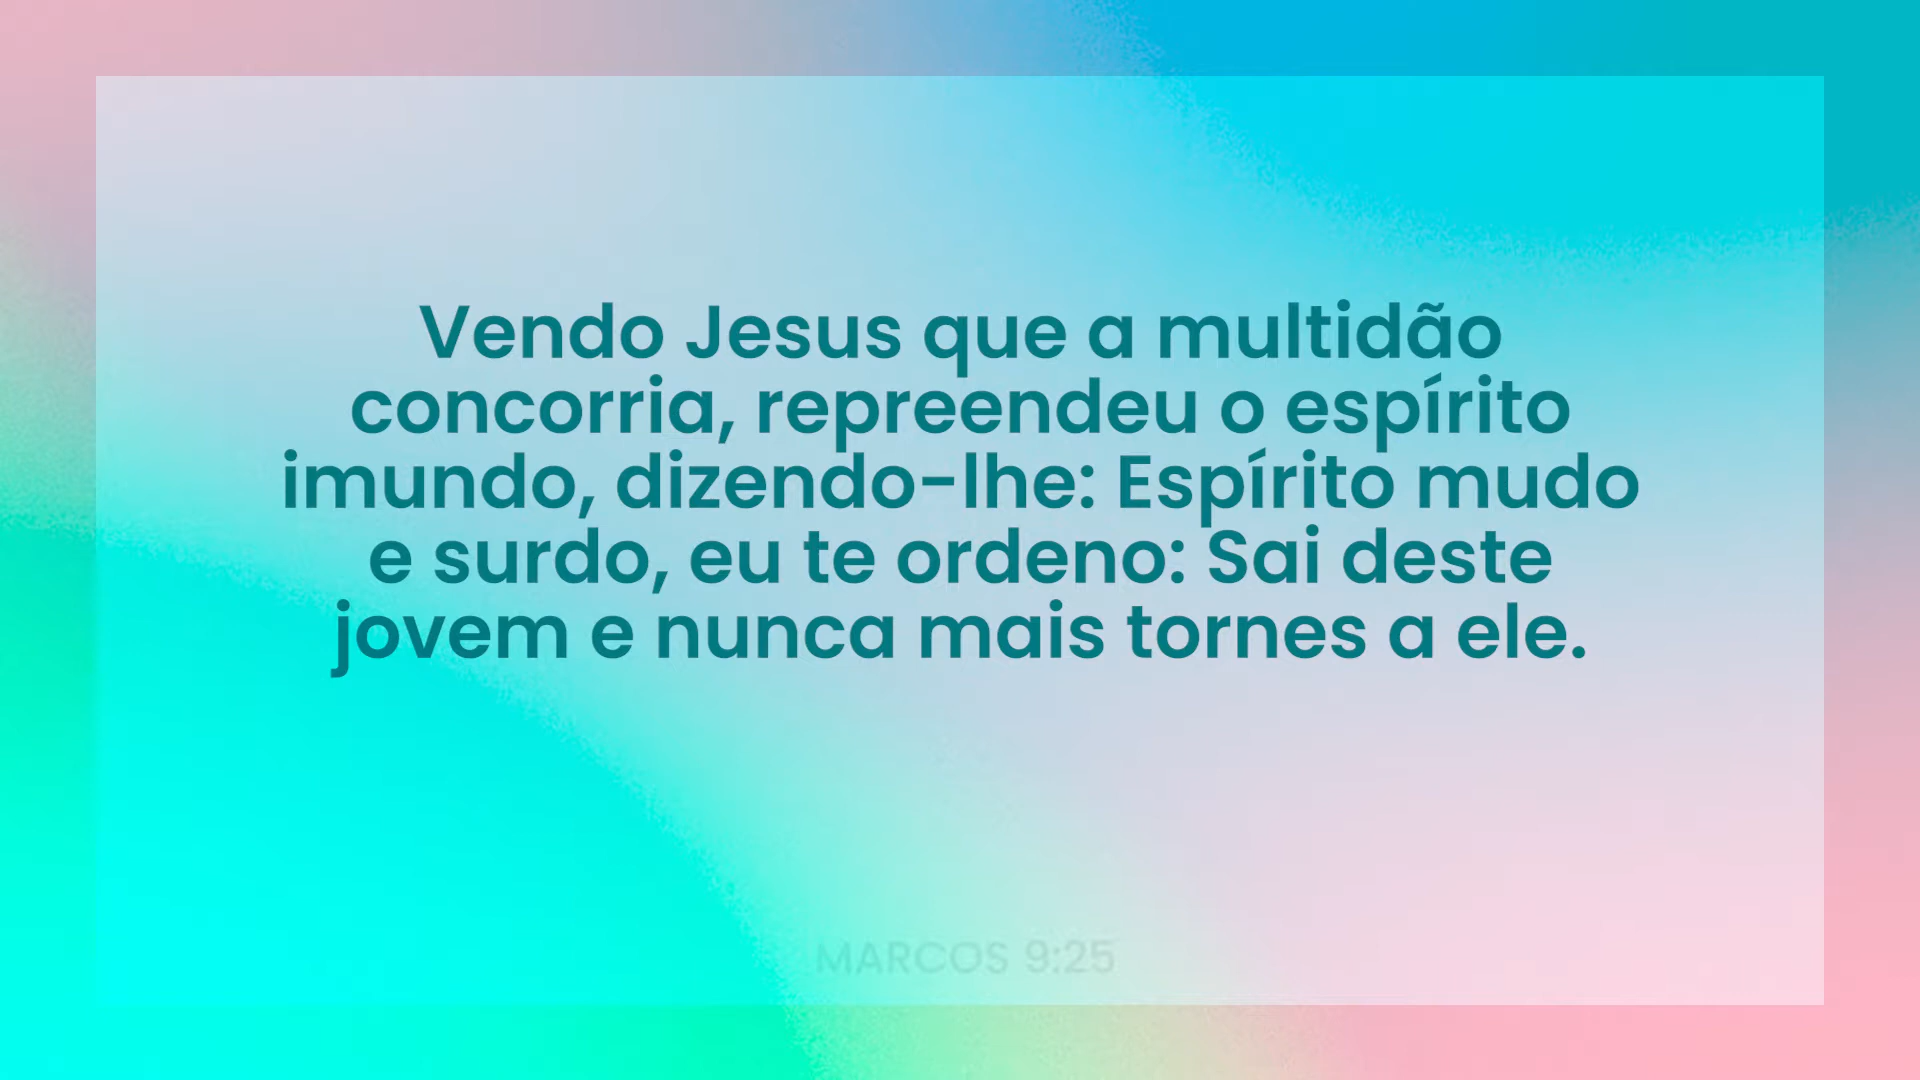 Vendo Jesus que a multidão
concorria, repreendeu o espírito
imundo, dizendo-lhe: Espírito mudo
e surdo, eu te ordeno: Sai deste
jovem e nunca mais tornes a ele.
MARCOS 9:25